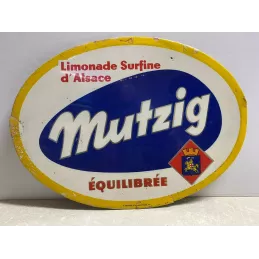 Limonade Surfine
d'Alsace
Mutzig
ÉQUILIBRÉE